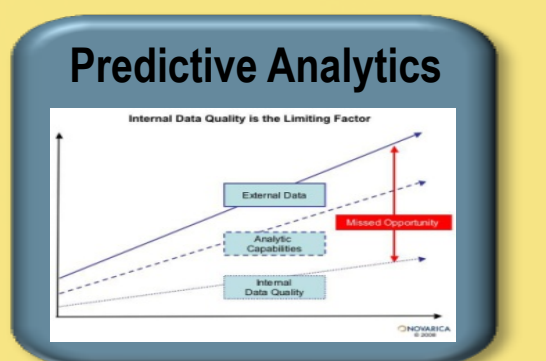 Predictive Analytics
Internal Data Quality is the Limiting Factor
External Data
Missed Opportunity
Analytic
Capabilities
Internal
Data Quality
NOVARICA